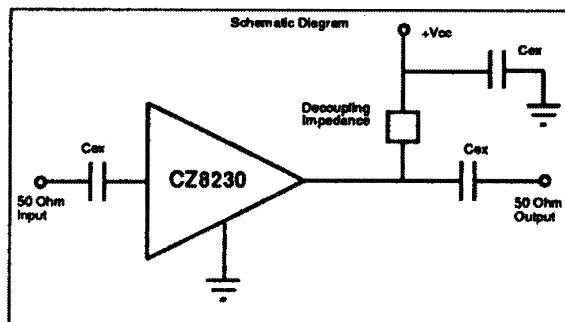 Schematic Diagram
+Vcc
Cex
Decoupling
Impedance
Cex
CZ8230
Cex
50 Ohm
Input
50 Ohm
Output